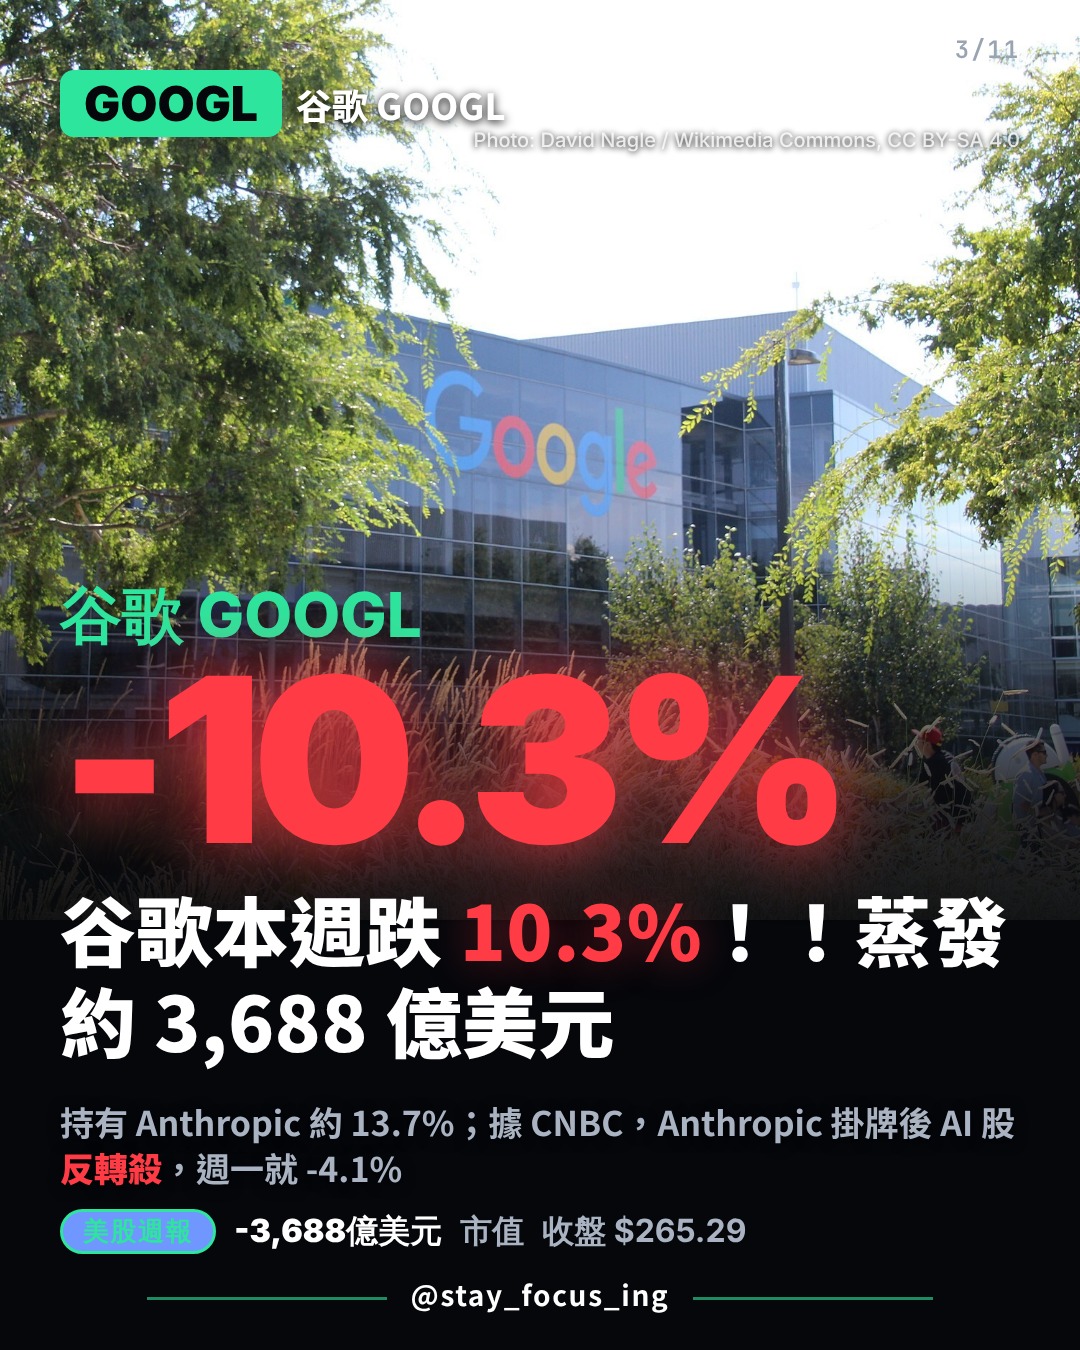 3/11
GOOGL 谷歌 GOOGL
Photo: David Nagle / Wikimedia Commons, CC BY-SA 4.0
Google
谷歌 GOOGL
-10.3%
谷歌本週跌 10.3%！！蒸發
約 3,688 億美元
持有 Anthropic 約 13.7%；據 CNBC，Anthropic 掛牌後 AI 股
反轉殺，週一就 -4.1%
美股週報 -3,688億美元 市值 收盤 $265.29
@stay_focus_ing